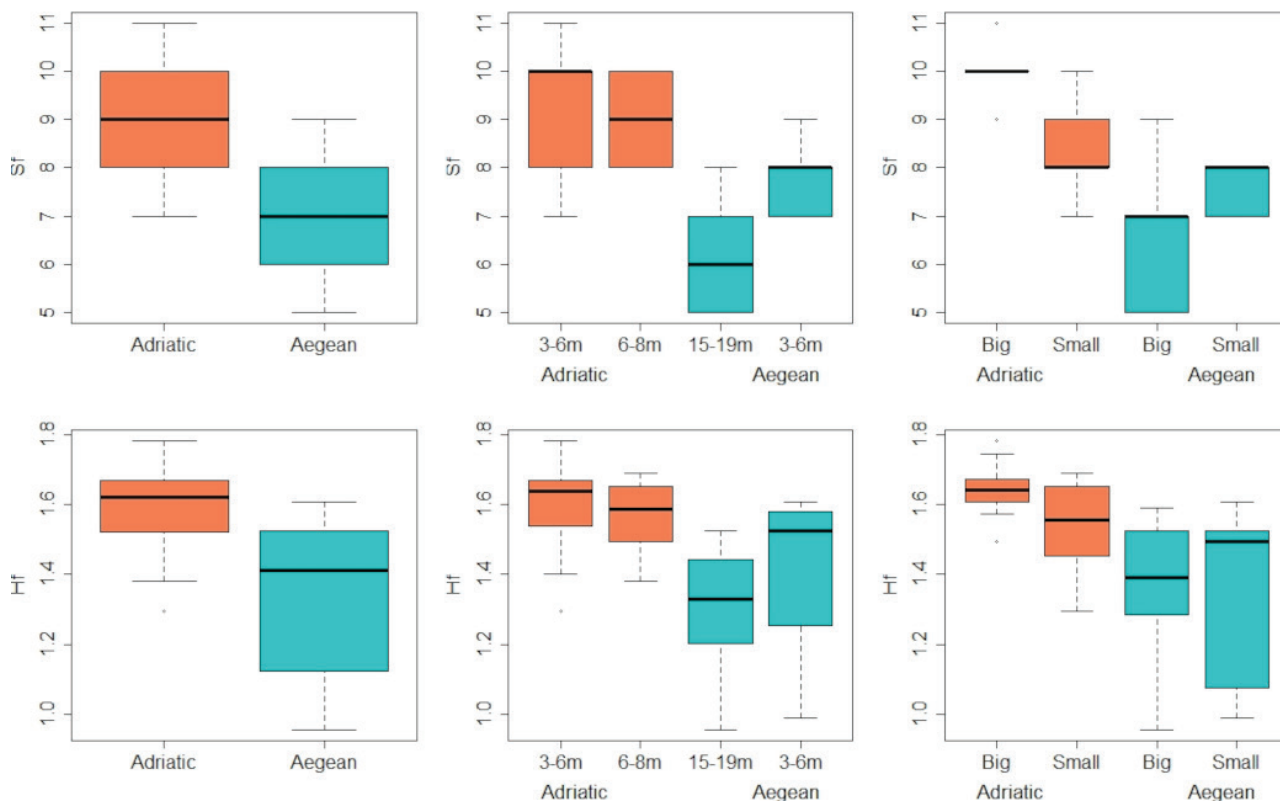 11
10
9
8
7
6
5
Sf
Adriatic Aegean
11
10
9
8
7
6
5
Sf
3-6m 6-8m 15-19m 3-6m
Adriatic Aegean
11
10
9
8
7
6
5
Sf
Big Small Big Small
Adriatic Aegean
1.8
1.6
1.4
1.2
1.0
Hf
Adriatic Aegean
1.8
1.6
1.4
1.2
1.0
Hf
3-6m 6-8m 15-19m 3-6m
Adriatic Aegean
1.8
1.6
1.4
1.2
1.0
Hf
Big Small Big Small
Adriatic Aegean